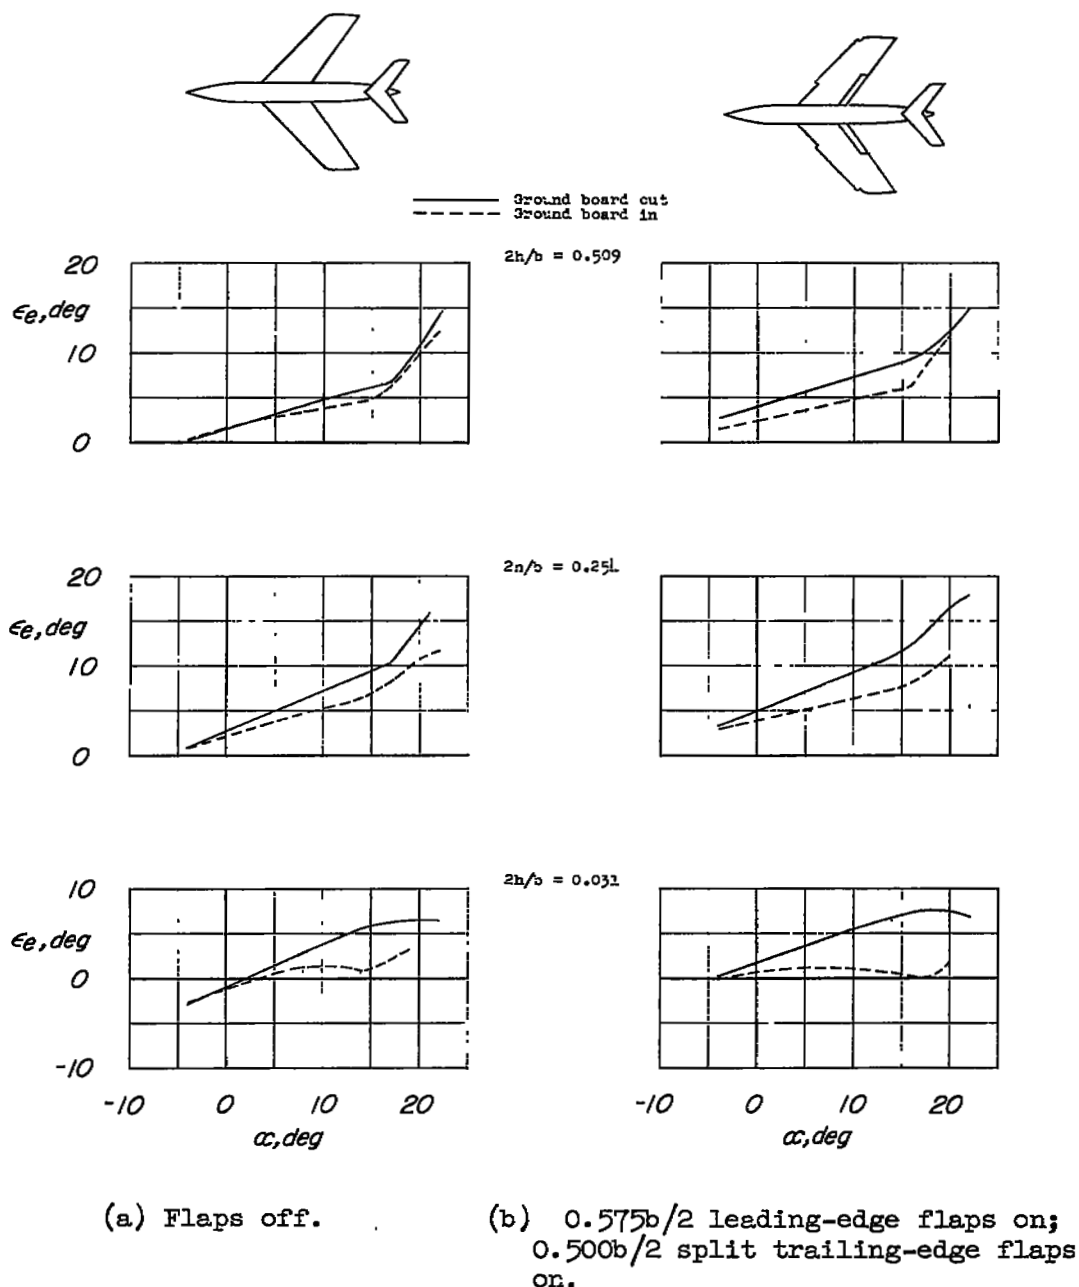 Ground board out
Ground board in
2h/b = 0.509
20
10
0
ϵe, deg
2h/b = 0.251
20
10
0
ϵe, deg
2h/b = 0.031
10
0
-10
ϵe, deg
-10 0 10 20
-10 0 10 20
∝, deg
∝, deg
(a) Flaps off.
(b) 0.575b/2 leading-edge flaps on;
0.500b/2 split trailing-edge flaps
on.